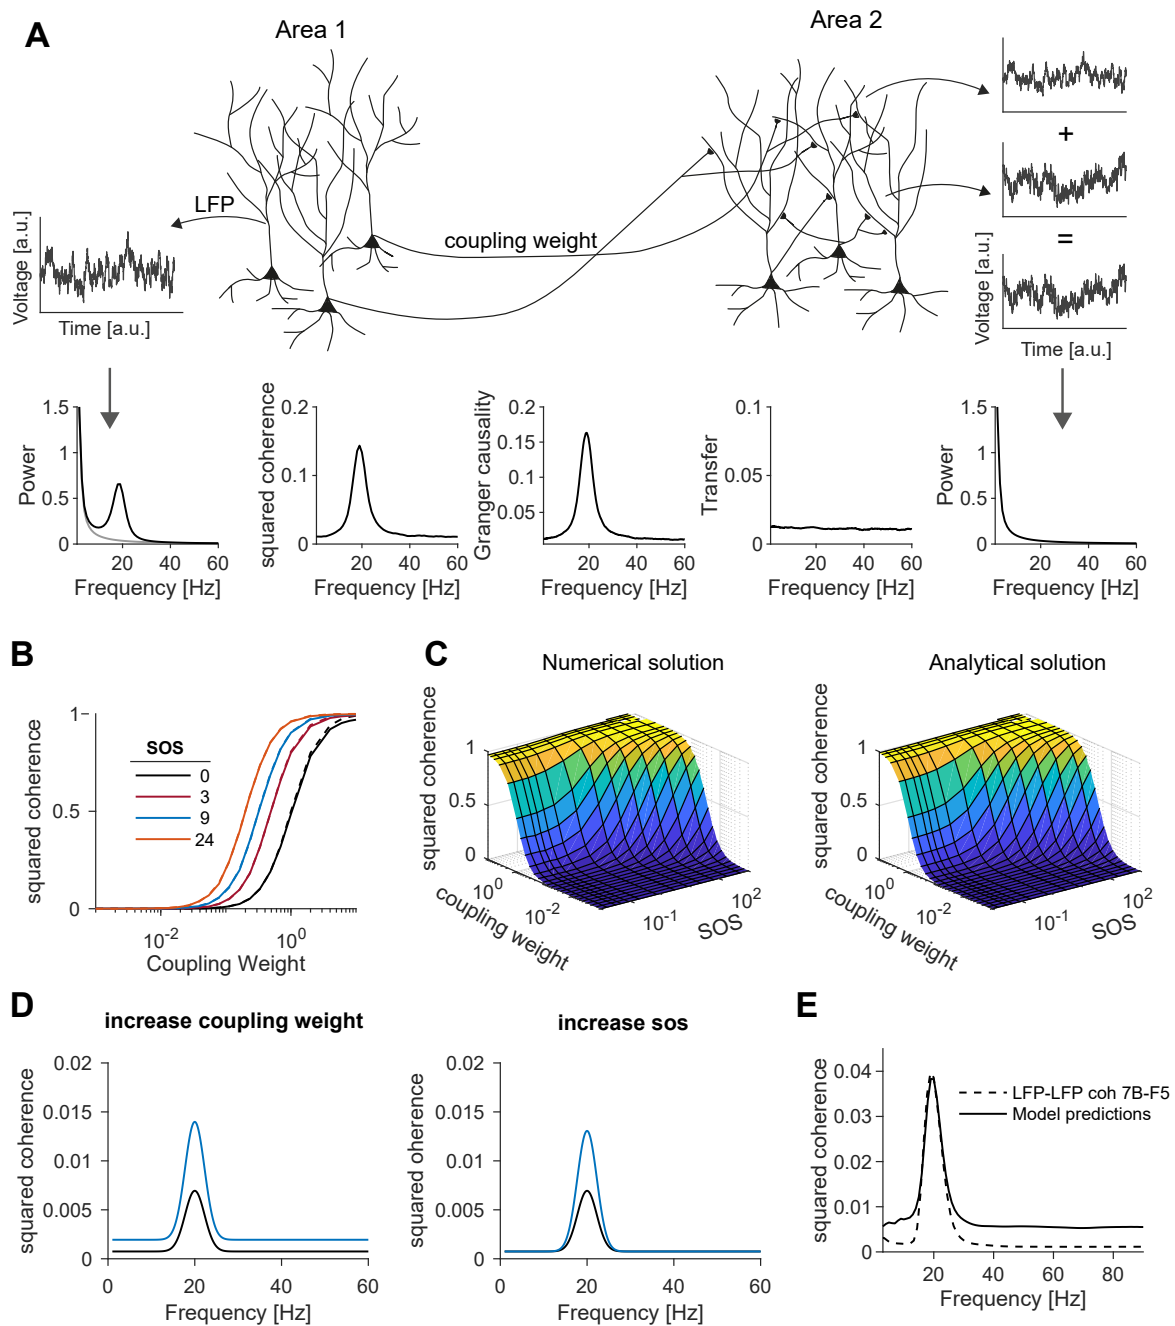 A
Area 1
Area 2
LFP
coupling weight
+
=
Voltage [a.u.]
Time [a.u.]
Voltage [a.u.]
Time [a.u.]
Power
1.5
1
0.5
0
20
40
60
Frequency [Hz]
squared coherence
0.2
0.1
0
20
40
60
Frequency [Hz]
Granger causality
0.2
0.15
0.1
0.05
20
40
60
Frequency [Hz]
Transfer
0.1
0.05
0
20
40
60
Frequency [Hz]
Power
1.5
1
0.5
0
20
40
60
Frequency [Hz]
B
squared coherence
1
0.5
0
SOS
0
3
9
24
10^-2
10^0
Coupling Weight
C
Numerical solution
squared coherence
1
0.5
0
10^0
10^-2
coupling weight
10^-1
10^2
SOS
Analytical solution
squared coherence
1
0.5
0
10^0
10^-2
coupling weight
10^-1
10^2
SOS
D
increase coupling weight
squared coherence
0.02
0.015
0.01
0.005
0
0
20
40
60
Frequency [Hz]
increase sos
squared oherence
0.02
0.015
0.01
0.005
0
0
20
40
60
Frequency [Hz]
E
squared coherence
0.04
0.03
0.02
0.01
0
LFP-LFP coh 7B-F5
Model predictions
20
40
60
80
Frequency [Hz]